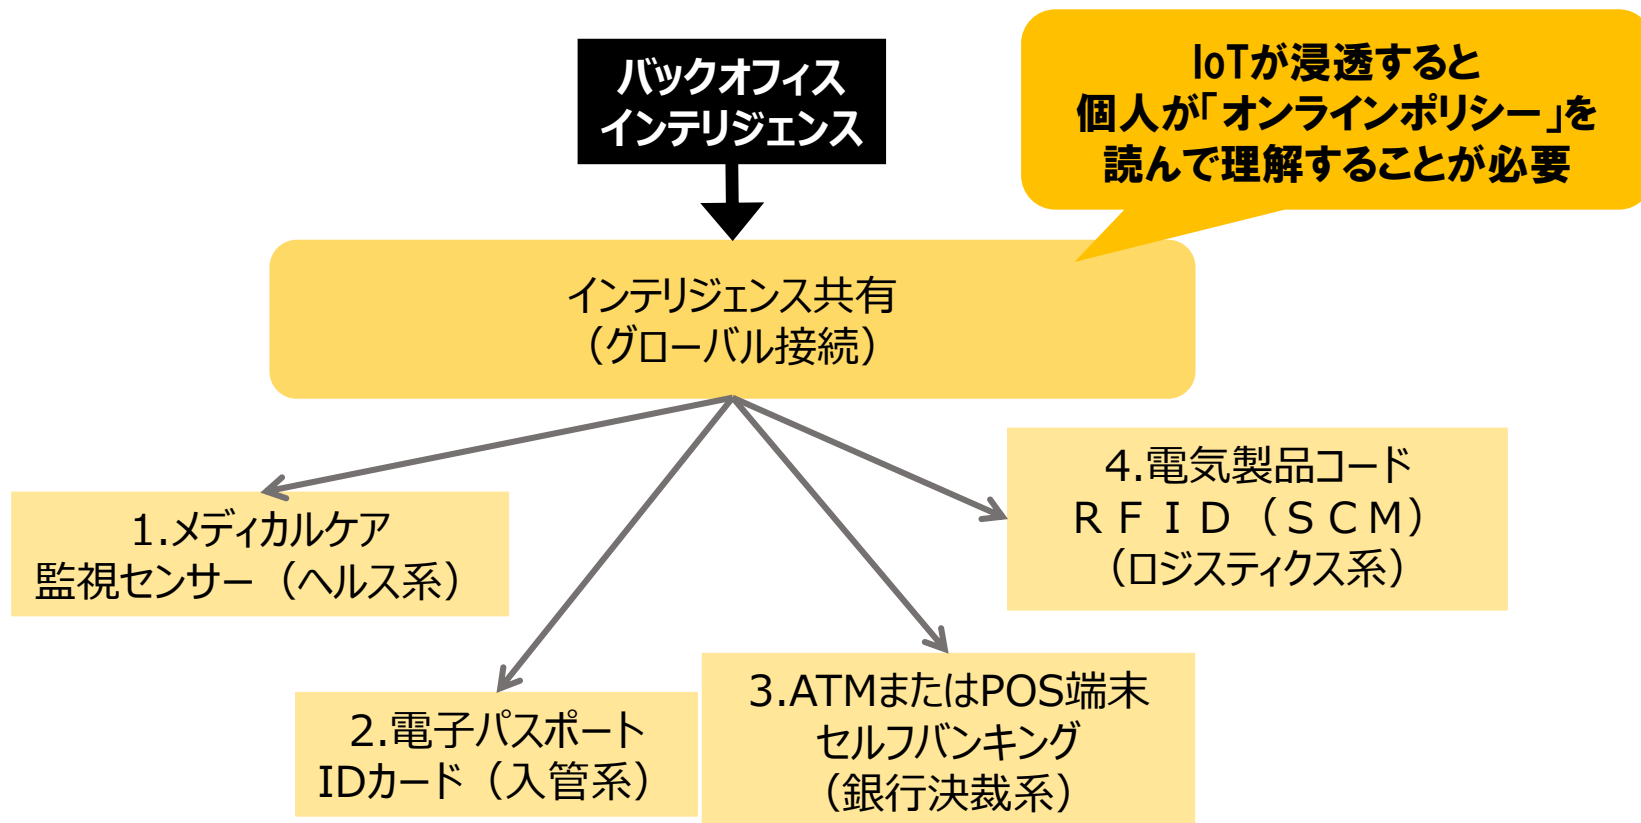 バックオフィス
インテリジェンス
IoTが浸透すると
個人が「オンラインポリシー」を
読んで理解することが必要
インテリジェンス共有
（グローバル接続）
1.メディカルケア
監視センサー（ヘルス系）
2.電子パスポート
IDカード（入管系）
3.ATMまたはPOS端末
セルフバンキング
（銀行決裁系）
4.電気製品コード
ＲＦＩＤ（ＳＣＭ）
（ロジスティクス系）